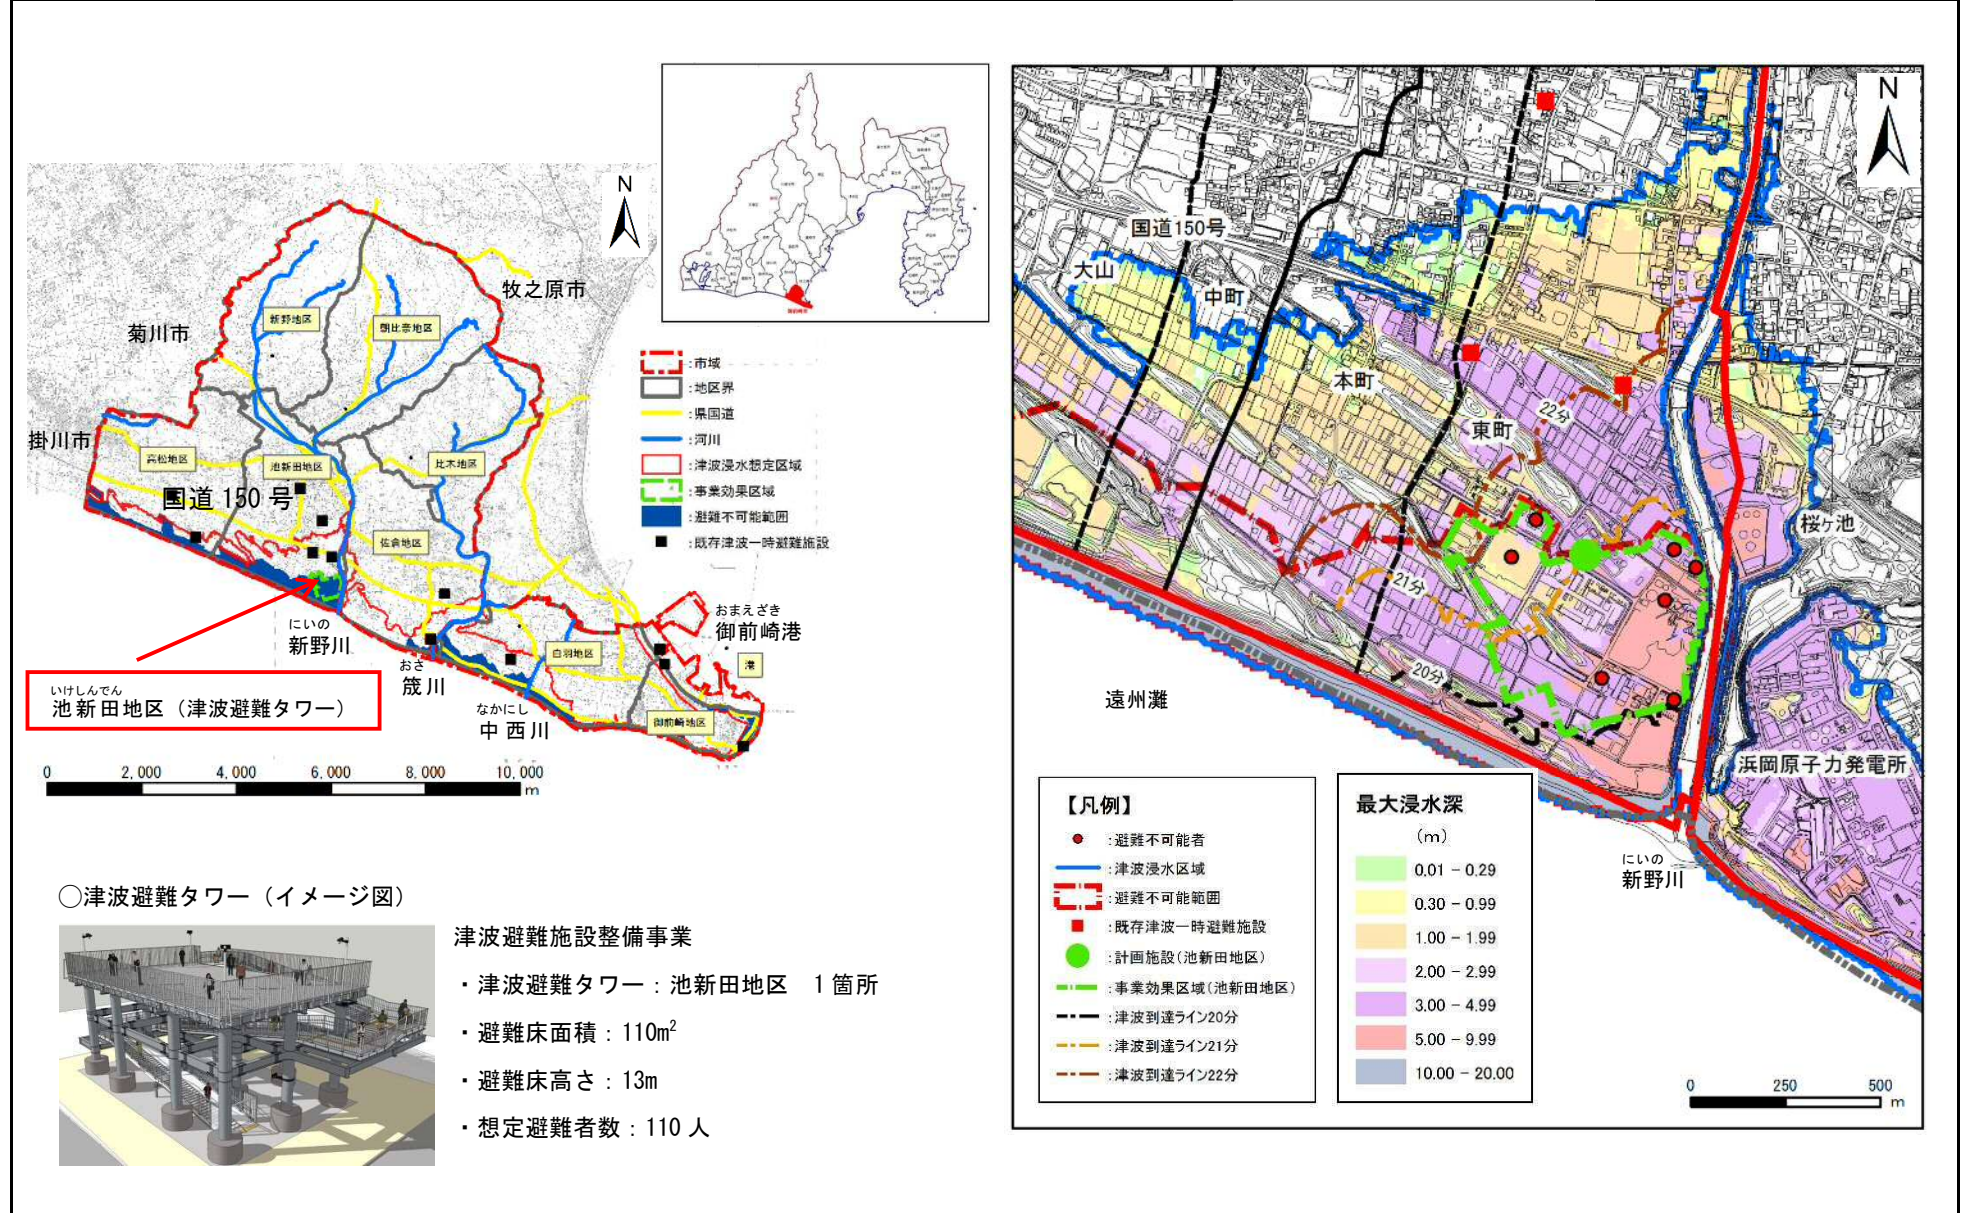 N
牧之原市
菊川市
掛川市
新野地区
朝比奈地区
高松地区
池新田地区
比木地区
国道150号
佐倉地区
白羽地区
御前崎地区
港
にいの
新野川
おさ
筬川
なかにし
中西川
おまえざき
御前崎港
いけしんでん
池新田地区（津波避難タワー）
0 2,000 4,000 6,000 8,000 10,000
m
：市域
：地区界
：県国道
：河川
：津波浸水想定区域
：事業効果区域
：避難不可能範囲
：既存津波一時避難施設
○津波避難タワー（イメージ図）
津波避難施設整備事業
・津波避難タワー：池新田地区 1箇所
・避難床面積：110m²
・避難床高さ：13m
・想定避難者数：110人
N
国道150号
大山
中町
本町
東町
22分
21分
20分
桜ヶ池
遠州灘
浜岡原子力発電所
にいの
新野川
【凡例】
：避難不可能者
：津波浸水区域
：避難不可能範囲
：既存津波一時避難施設
：計画施設(池新田地区)
：事業効果区域(池新田地区)
：津波到達ライン20分
：津波到達ライン21分
：津波到達ライン22分
最大浸水深
(m)
0.01 - 0.29
0.30 - 0.99
1.00 - 1.99
2.00 - 2.99
3.00 - 4.99
5.00 - 9.99
10.00 - 20.00
0 250 500
m